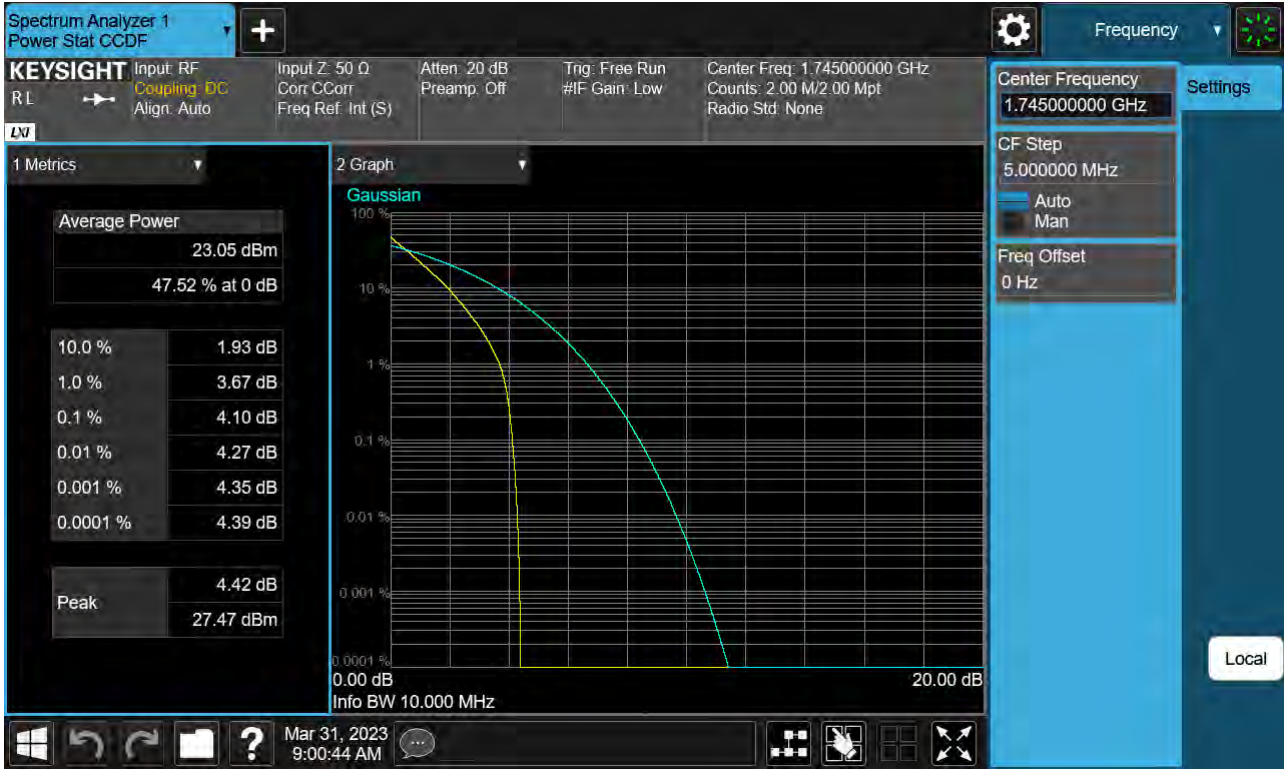 Spectrum Analyzer 1
Power Stat CCDF
Frequency
KEYSIGHT
R L
LXI
Input: RF
Coupling: DC
Align: Auto
Input Z: 50 Ω
Corr CCorr
Freq Ref: Int (S)
Atten: 20 dB
Preamp: Off
Trig: Free Run
#IF Gain: Low
Center Freq: 1.745000000 GHz
Counts: 2.00 M/2.00 Mpt
Radio Std: None
Center Frequency
1.745000000 GHz
Settings
CF Step
5.000000 MHz
Auto
Man
Freq Offset
0 Hz
1 Metrics
Average Power
23.05 dBm
47.52 % at 0 dB
10.0 % 1.93 dB
1.0 % 3.67 dB
0.1 % 4.10 dB
0.01 % 4.27 dB
0.001 % 4.35 dB
0.0001 % 4.39 dB
Peak
4.42 dB
27.47 dBm
2 Graph
Gaussian
100 %
10 %
1 %
0.1 %
0.01 %
0.001 %
0.0001 %
0.00 dB 20.00 dB
Info BW 10.000 MHz
Local
?
Mar 31, 2023
9:00:44 AM